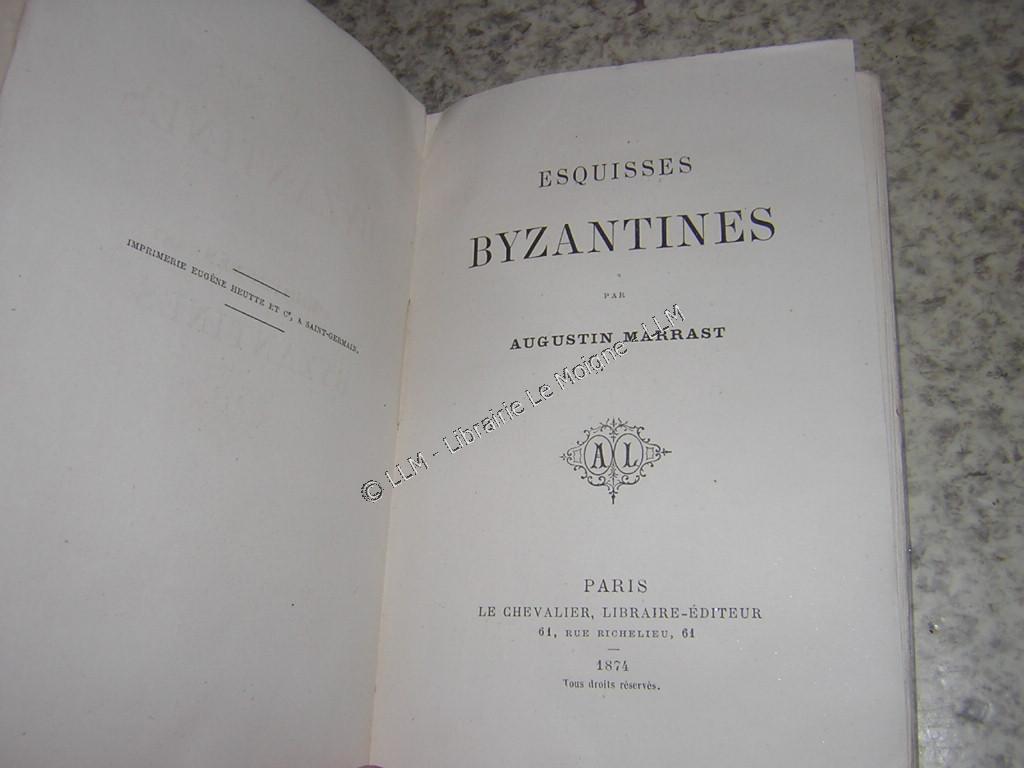 IMPRIMERIE EUGÈNE HEUTTE ET Cᵉ, A SAINT-GERMAIN.
ESQUISSES
BYZANTINES
PAR
AUGUSTIN MARRAST
© LLM - Librairie Le Moigne - LLM
AL
PARIS
LE CHEVALIER, LIBRAIRE-ÉDITEUR
61, RUE RICHELIEU, 61
1874
Tous droits réservés.